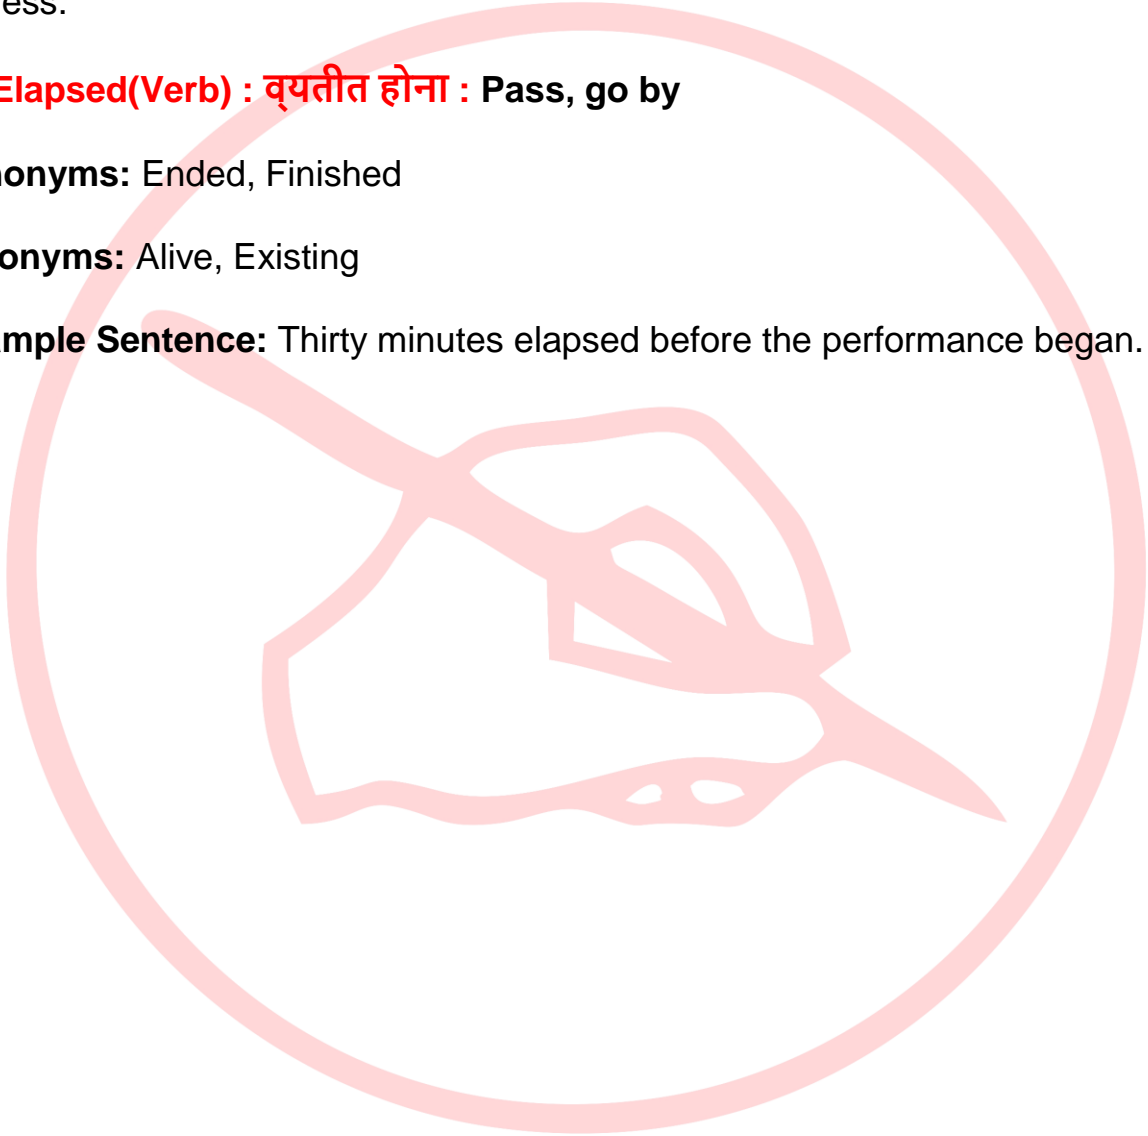 ess.
Elapsed(Verb) : व्यतीत होना : Pass, go by
nonyms: Ended, Finished
onyms: Alive, Existing
mple Sentence: Thirty minutes elapsed before the performance began.